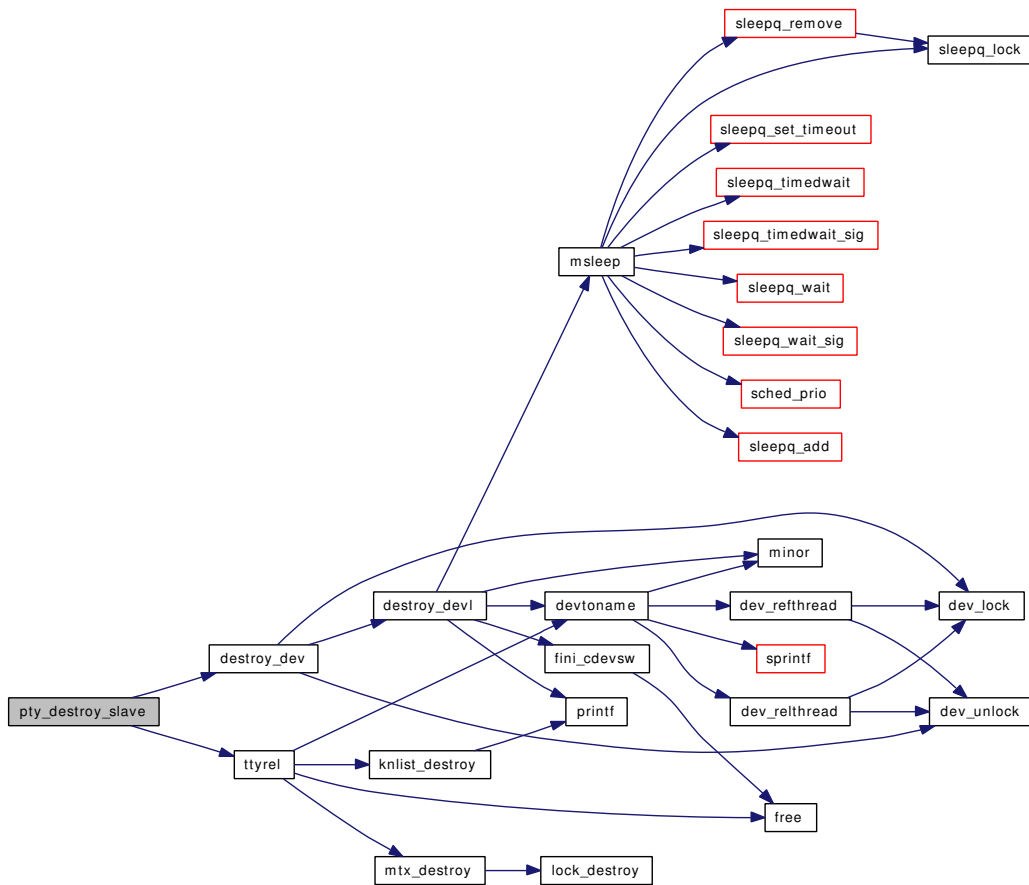 sleepq_remove
sleepq_lock
sleepq_set_timeout
sleepq_timedwait
sleepq_timedwait_sig
msleep
sleepq_wait
sleepq_wait_sig
sched_prio
sleepq_add
minor
destroy_devl
devtoname
dev_refthread
dev_lock
destroy_dev
fini_cdevsw
sprintf
pty_destroy_slave
printf
dev_relthread
dev_unlock
ttyrel
knlist_destroy
free
mtx_destroy
lock_destroy